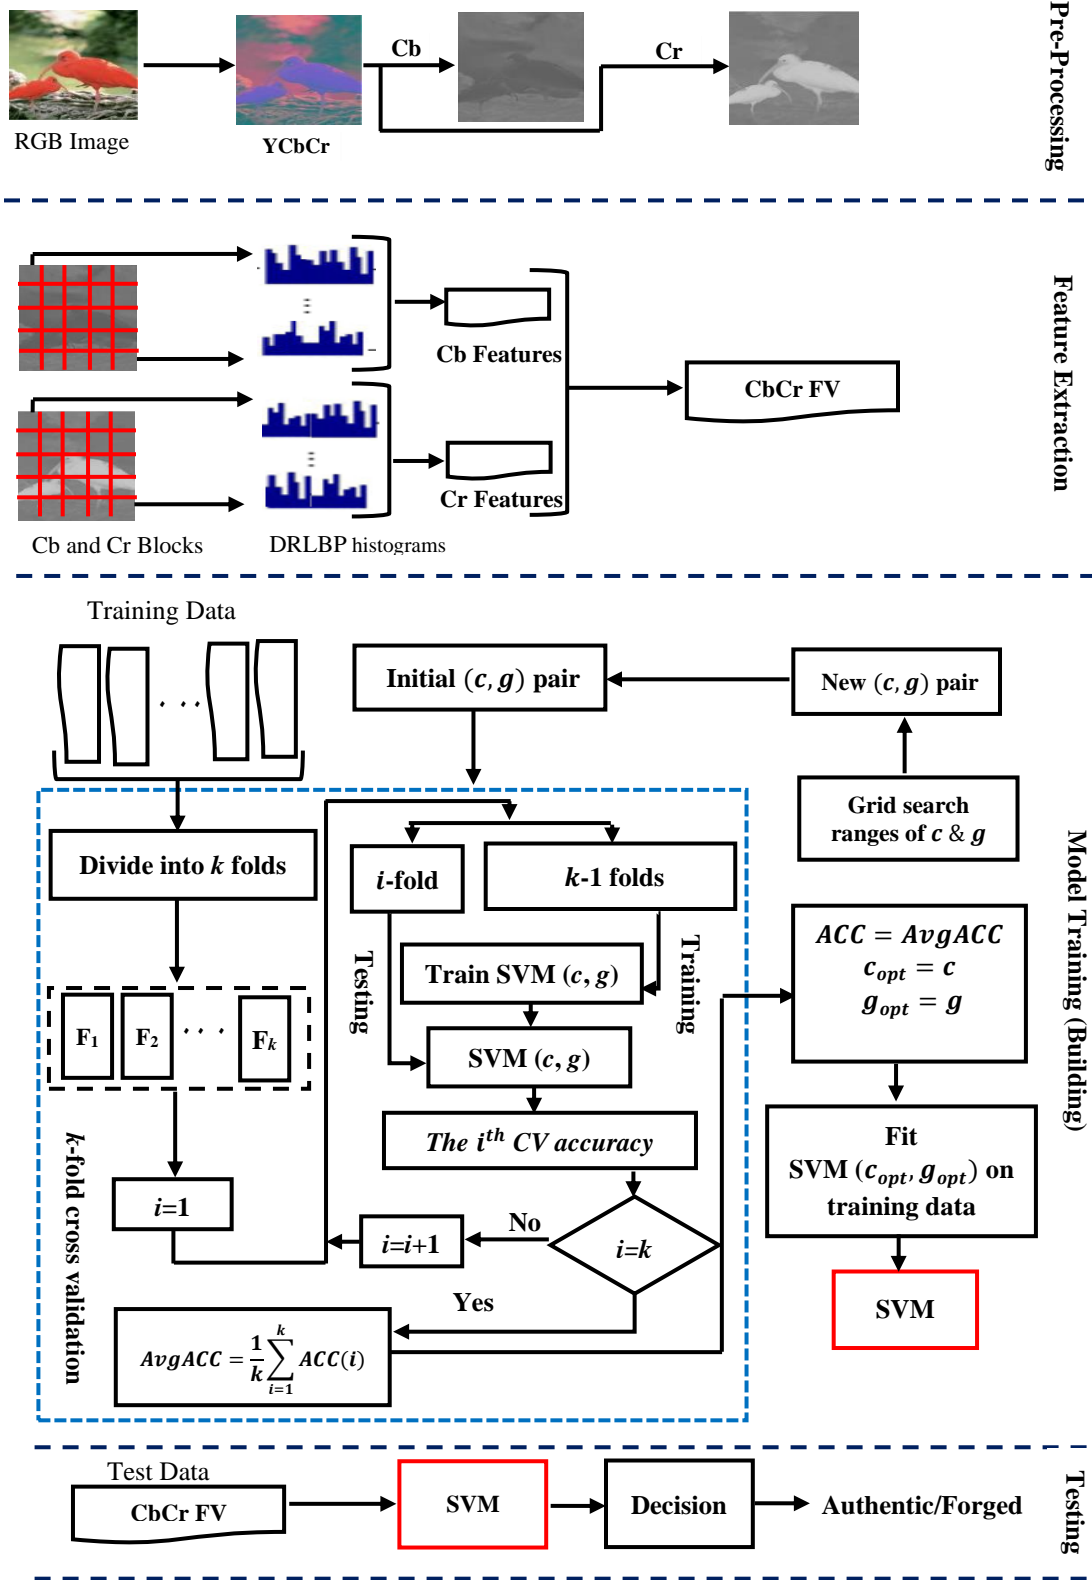 Cb
Cr
RGB Image
YCbCr
Pre-Processing
Cb Features
CbCr FV
Cr Features
Cb and Cr Blocks
DRLBP histograms
Feature Extraction
Training Data
Initial (c, g) pair
New (c, g) pair
Grid search
ranges of c & g
Divide into k folds
i-fold
k-1 folds
Testing
Training
Train SVM (c, g)
ACC = AvgACC
c_opt = c
g_opt = g
F1
F2
. . .
Fk
SVM (c, g)
The i^th CV accuracy
Fit
SVM (c_opt, g_opt) on
training data
i=1
No
i=i+1
i=k
Yes
SVM
AvgACC = 1/k ∑_{i=1}^{k} ACC(i)
k-fold cross validation
Model Training (Building)
Test Data
CbCr FV
SVM
Decision
Authentic/Forged
Testing